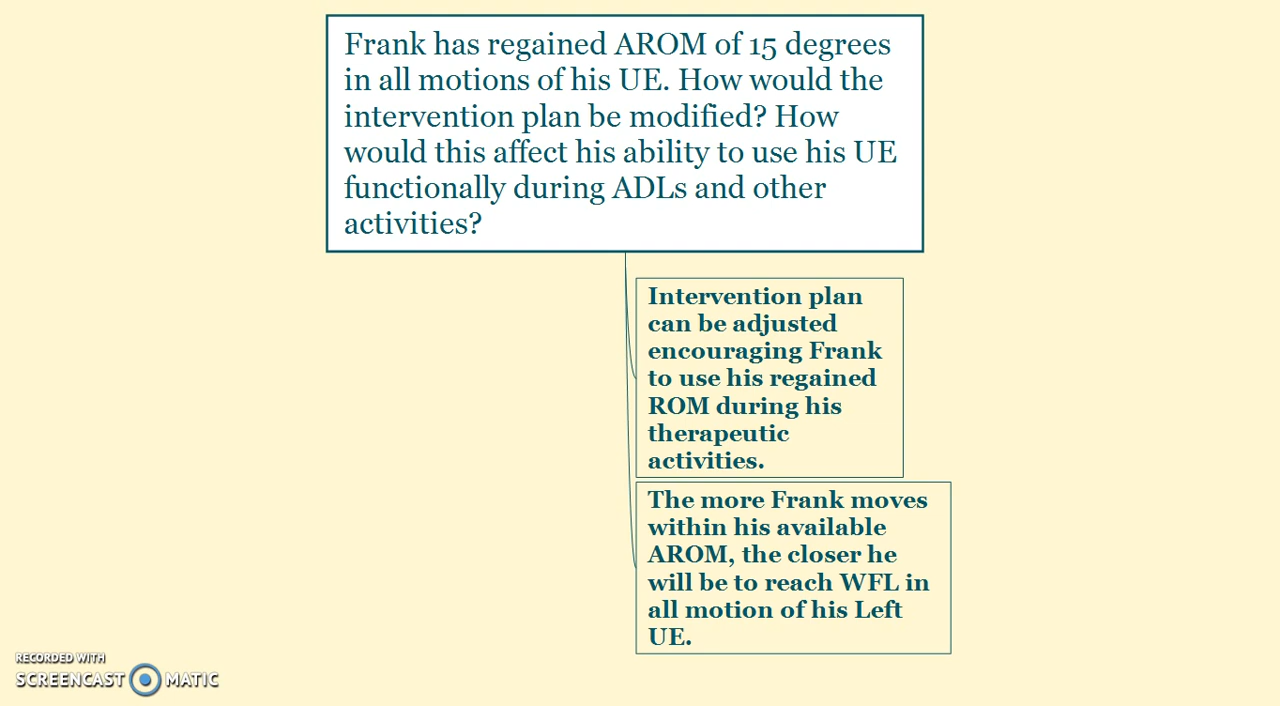 Frank has regained AROM of 15 degrees
in all motions of his UE. How would the
intervention plan be modified? How
would this affect his ability to use his UE
functionally during ADLs and other
activities?
Intervention plan
can be adjusted
encouraging Frank
to use his regained
ROM during his
therapeutic
activities.
The more Frank moves
within his available
AROM, the closer he
will be to reach WFL in
all motion of his Left
UE.
RECORDED WITH
SCREENCAST MATIC